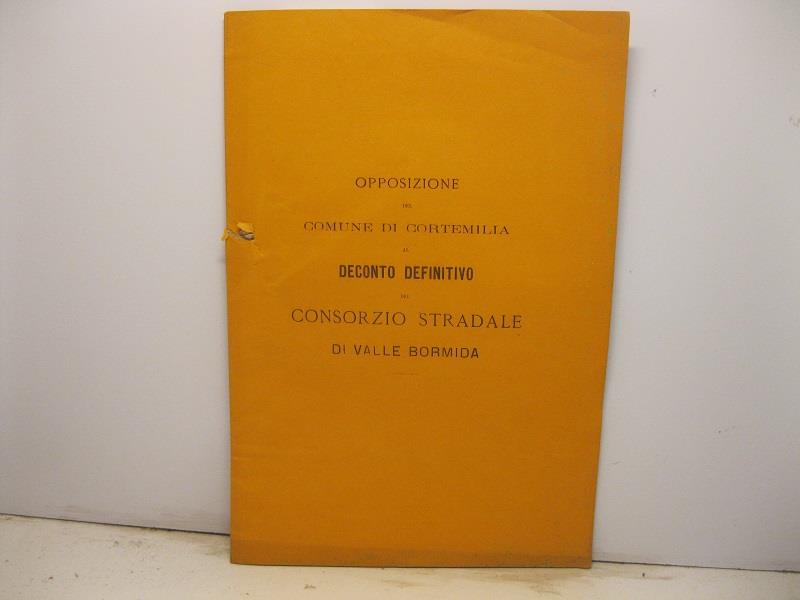 OPPOSIZIONE
DEL
COMUNE DI CORTEMILIA
AL
DECONTO DEFINITIVO
DEL
CONSORZIO STRADALE
DI VALLE BORMIDA